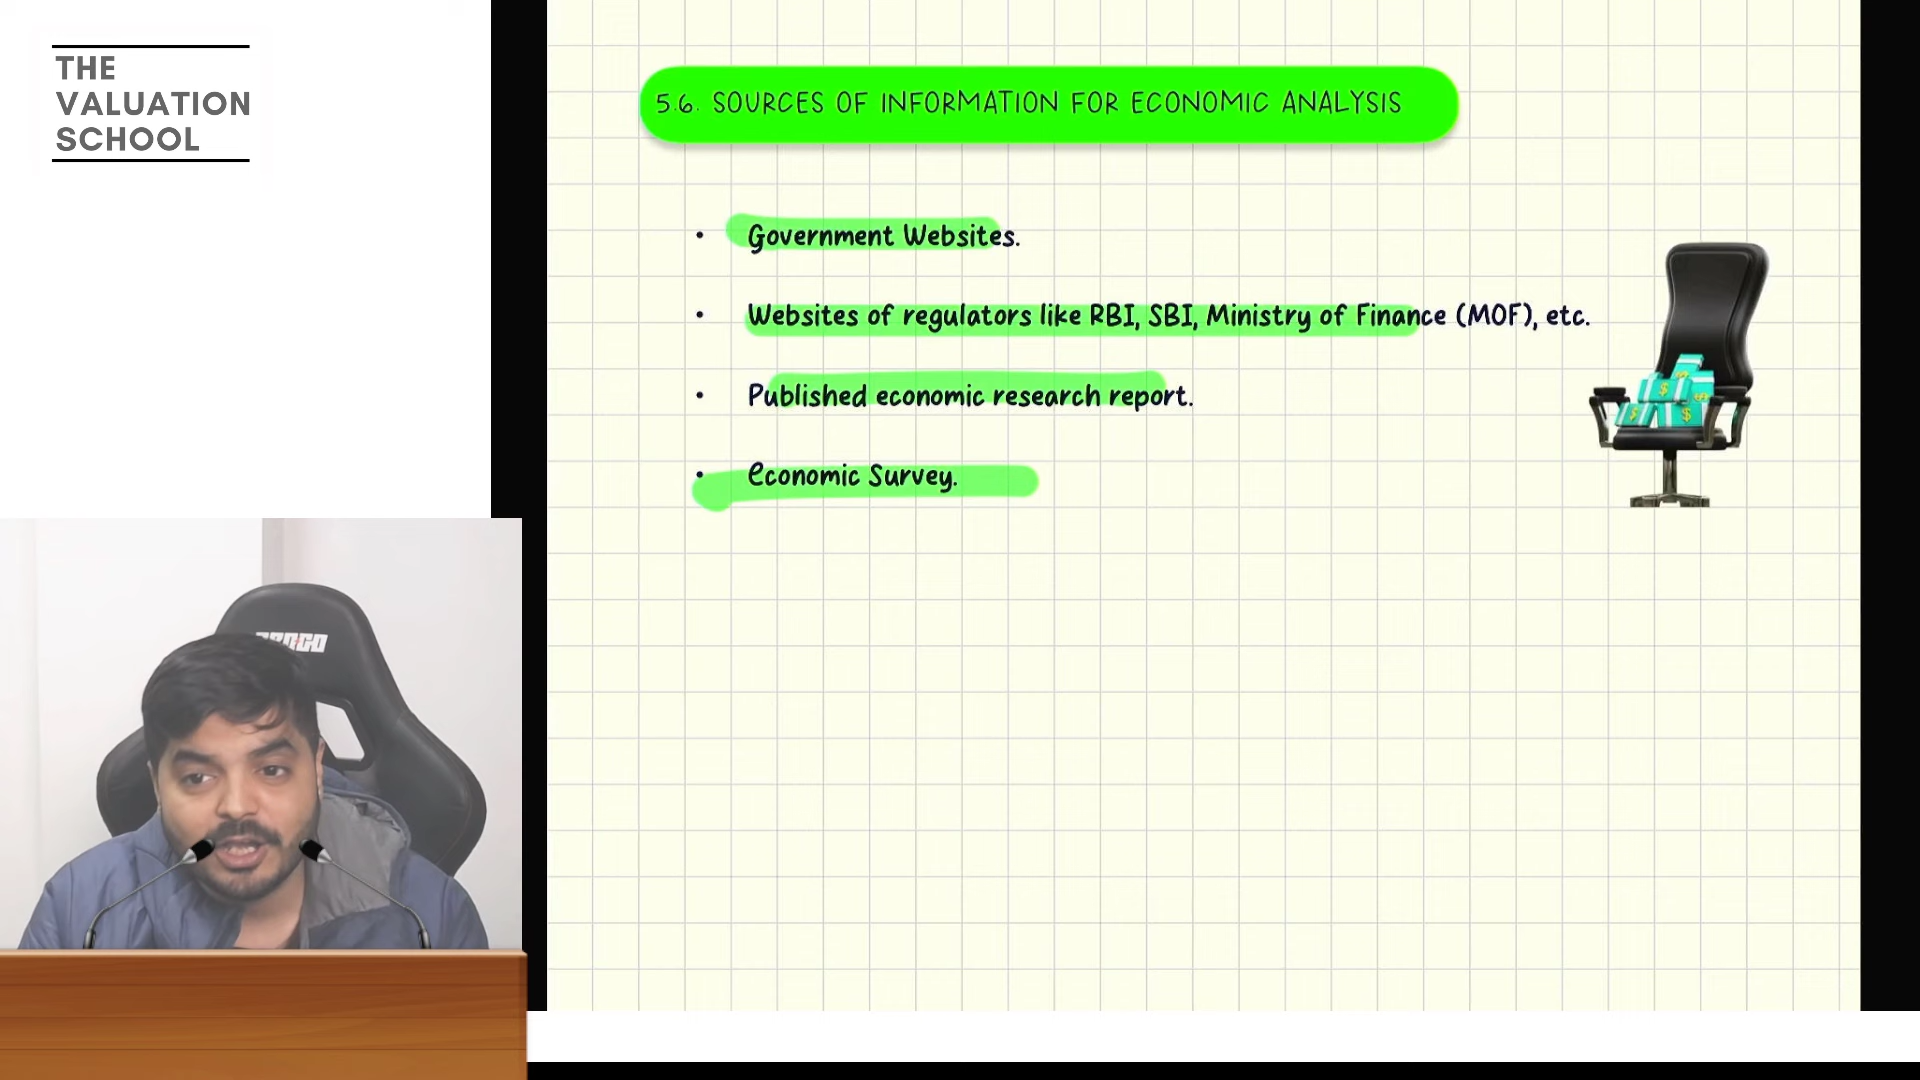 THE
VALUATION
SCHOOL
5.6. SOURCES OF INFORMATION FOR ECONOMIC ANALYSIS
• Government Websites.
• Websites of regulators like RBI, SBI, Ministry of Finance (MOF), etc.
• Published economic research report.
• Economic Survey.